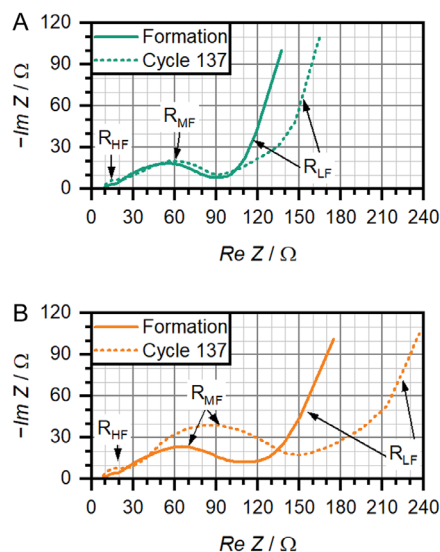 A
120
90
60
30
0
−Im Z / Ω
Formation
Cycle 137
R_HF
R_MF
R_LF
0 30 60 90 120 150 180 210 240
Re Z / Ω
B
120
90
60
30
0
−Im Z / Ω
Formation
Cycle 137
R_HF
R_MF
R_LF
0 30 60 90 120 150 180 210 240
Re Z / Ω